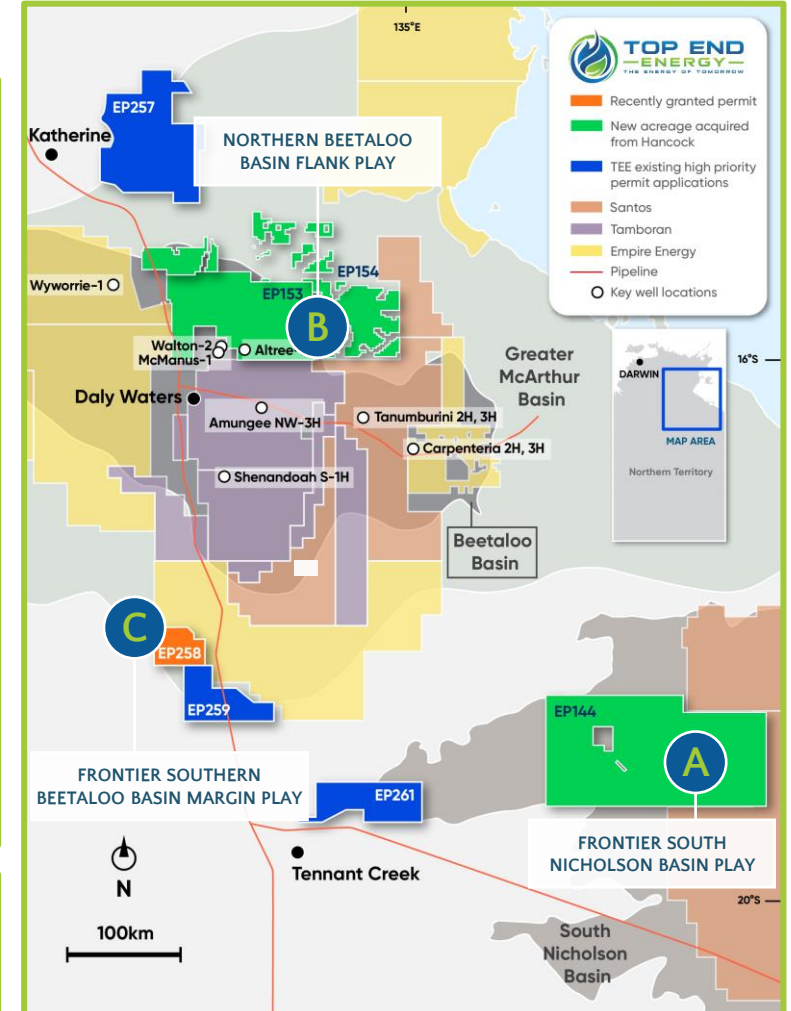 135°E
TOP END
ENERGY
THE ENERGY OF TOMORROW
Recently granted permit
New acreage acquired
from Hancock
TEE existing high priority
permit applications
Santos
Tamboran
Empire Energy
Pipeline
Key well locations
EP257
Katherine
NORTHERN BEETALOO
BASIN FLANK PLAY
EP154
Wyworrie-1
EP153
B
Walton-2
McManus-1
Altree-
Greater
McArthur
Basin
16°S
DARWIN
MAP AREA
Northern Territory
Daly Waters
Amungee NW-3H
Tanumburini 2H, 3H
Carpenteria 2H, 3H
Shenandoah S-1H
Beetaloo
Basin
C
EP258
EP259
EP144
A
FRONTIER SOUTHERN
BEETALOO BASIN MARGIN PLAY
EP261
FRONTIER SOUTH
NICHOLSON BASIN PLAY
N
Tennant Creek
100km
20°S
South
Nicholson
Basin